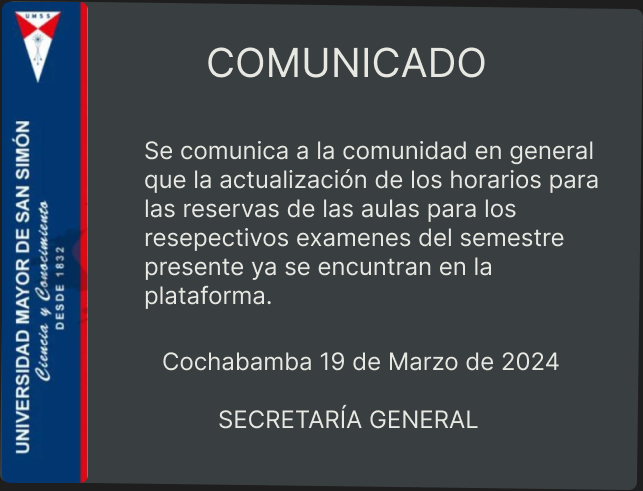 UMSS
UNIVERSIDAD MAYOR DE SAN SIMÓN
Ciencia y Conocimiento
DESDE 1832
COMUNICADO
Se comunica a la comunidad en general
que la actualización de los horarios para
las reservas de las aulas para los
resepectivos examenes del semestre
presente ya se encuntran en la
plataforma.
Cochabamba 19 de Marzo de 2024
SECRETARÍA GENERAL